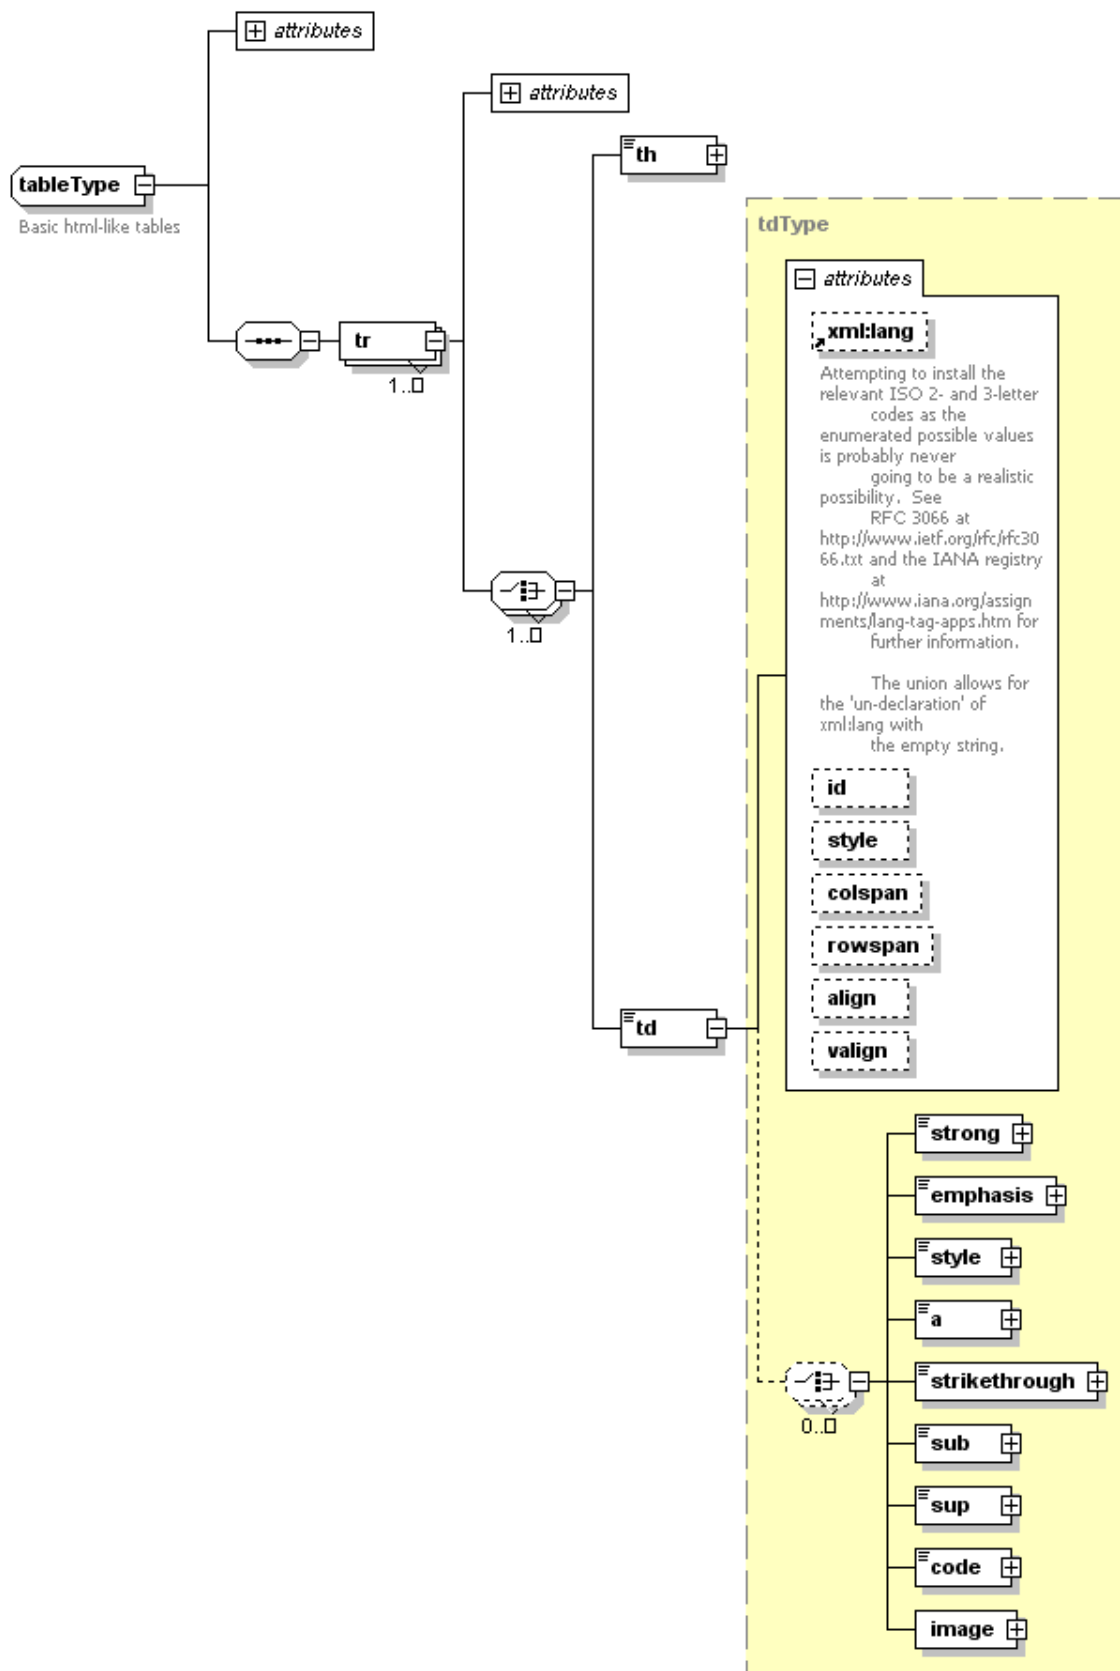 attributes
attributes
th
tableType
Basic html-like tables
tdType
attributes
xml:lang
tr
1..▯
Attempting to install the
relevant ISO 2- and 3-letter
codes as the
enumerated possible values
is probably never
going to be a realistic
possibility. See
RFC 3066 at
http://www.ietf.org/rfc/rfc30
66.txt and the IANA registry
at
http://www.iana.org/assign
ments/lang-tag-apps.htm for
further information.
1..▯
The union allows for
the 'un-declaration' of
xml:lang with
the empty string.
id
style
colspan
rowspan
align
td
valign
strong
emphasis
style
a
strikethrough
0..▯
sub
sup
code
image